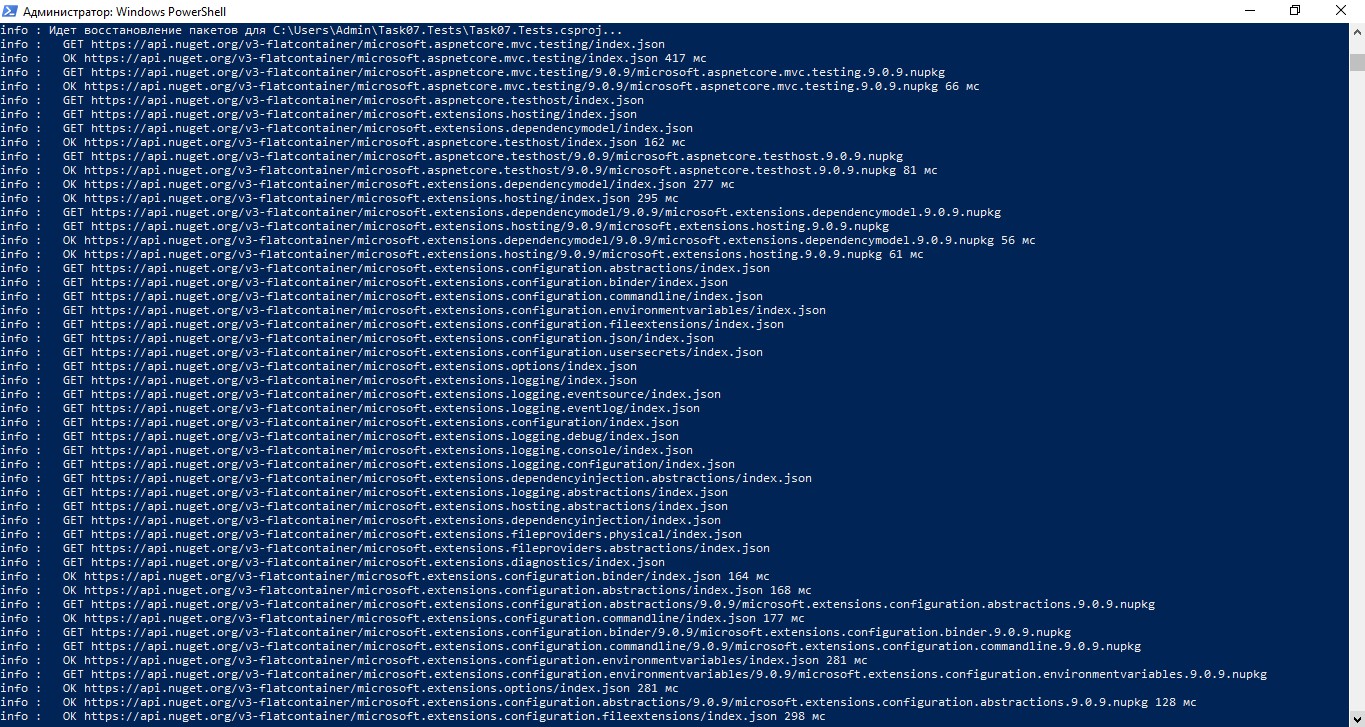 Администратор: Windows PowerShell
info : Идет восстановление пакетов для C:\Users\Admin\Task07.Tests\Task07.Tests.csproj...
info :   GET https://api.nuget.org/v3-flatcontainer/microsoft.aspnetcore.mvc.testing/index.json
info :   OK https://api.nuget.org/v3-flatcontainer/microsoft.aspnetcore.mvc.testing/index.json 417 мс
info :   GET https://api.nuget.org/v3-flatcontainer/microsoft.aspnetcore.mvc.testing/9.0.9/microsoft.aspnetcore.mvc.testing.9.0.9.nupkg
info :   OK https://api.nuget.org/v3-flatcontainer/microsoft.aspnetcore.mvc.testing/9.0.9/microsoft.aspnetcore.mvc.testing.9.0.9.nupkg 66 мс
info :   GET https://api.nuget.org/v3-flatcontainer/microsoft.aspnetcore.testhost/index.json
info :   GET https://api.nuget.org/v3-flatcontainer/microsoft.extensions.hosting/index.json
info :   GET https://api.nuget.org/v3-flatcontainer/microsoft.extensions.dependencymodel/index.json
info :   OK https://api.nuget.org/v3-flatcontainer/microsoft.aspnetcore.testhost/index.json 162 мс
info :   GET https://api.nuget.org/v3-flatcontainer/microsoft.aspnetcore.testhost/9.0.9/microsoft.aspnetcore.testhost.9.0.9.nupkg
info :   OK https://api.nuget.org/v3-flatcontainer/microsoft.aspnetcore.testhost/9.0.9/microsoft.aspnetcore.testhost.9.0.9.nupkg 81 мс
info :   OK https://api.nuget.org/v3-flatcontainer/microsoft.extensions.dependencymodel/index.json 277 мс
info :   OK https://api.nuget.org/v3-flatcontainer/microsoft.extensions.hosting/index.json 295 мс
info :   GET https://api.nuget.org/v3-flatcontainer/microsoft.extensions.dependencymodel/9.0.9/microsoft.extensions.dependencymodel.9.0.9.nupkg
info :   GET https://api.nuget.org/v3-flatcontainer/microsoft.extensions.hosting/9.0.9/microsoft.extensions.hosting.9.0.9.nupkg
info :   OK https://api.nuget.org/v3-flatcontainer/microsoft.extensions.dependencymodel/9.0.9/microsoft.extensions.dependencymodel.9.0.9.nupkg 56 мс
info :   OK https://api.nuget.org/v3-flatcontainer/microsoft.extensions.hosting/9.0.9/microsoft.extensions.hosting.9.0.9.nupkg 61 мс
info :   GET https://api.nuget.org/v3-flatcontainer/microsoft.extensions.configuration.abstractions/index.json
info :   GET https://api.nuget.org/v3-flatcontainer/microsoft.extensions.configuration.binder/index.json
info :   GET https://api.nuget.org/v3-flatcontainer/microsoft.extensions.configuration.commandline/index.json
info :   GET https://api.nuget.org/v3-flatcontainer/microsoft.extensions.configuration.environmentvariables/index.json
info :   GET https://api.nuget.org/v3-flatcontainer/microsoft.extensions.configuration.fileextensions/index.json
info :   GET https://api.nuget.org/v3-flatcontainer/microsoft.extensions.configuration.json/index.json
info :   GET https://api.nuget.org/v3-flatcontainer/microsoft.extensions.configuration.usersecrets/index.json
info :   GET https://api.nuget.org/v3-flatcontainer/microsoft.extensions.options/index.json
info :   GET https://api.nuget.org/v3-flatcontainer/microsoft.extensions.logging/index.json
info :   GET https://api.nuget.org/v3-flatcontainer/microsoft.extensions.logging.eventsource/index.json
info :   GET https://api.nuget.org/v3-flatcontainer/microsoft.extensions.logging.eventlog/index.json
info :   GET https://api.nuget.org/v3-flatcontainer/microsoft.extensions.configuration/index.json
info :   GET https://api.nuget.org/v3-flatcontainer/microsoft.extensions.logging.debug/index.json
info :   GET https://api.nuget.org/v3-flatcontainer/microsoft.extensions.logging.console/index.json
info :   GET https://api.nuget.org/v3-flatcontainer/microsoft.extensions.logging.configuration/index.json
info :   GET https://api.nuget.org/v3-flatcontainer/microsoft.extensions.dependencyinjection.abstractions/index.json
info :   GET https://api.nuget.org/v3-flatcontainer/microsoft.extensions.logging.abstractions/index.json
info :   GET https://api.nuget.org/v3-flatcontainer/microsoft.extensions.hosting.abstractions/index.json
info :   GET https://api.nuget.org/v3-flatcontainer/microsoft.extensions.dependencyinjection/index.json
info :   GET https://api.nuget.org/v3-flatcontainer/microsoft.extensions.fileproviders.physical/index.json
info :   GET https://api.nuget.org/v3-flatcontainer/microsoft.extensions.fileproviders.abstractions/index.json
info :   GET https://api.nuget.org/v3-flatcontainer/microsoft.extensions.diagnostics/index.json
info :   OK https://api.nuget.org/v3-flatcontainer/microsoft.extensions.configuration.binder/index.json 164 мс
info :   OK https://api.nuget.org/v3-flatcontainer/microsoft.extensions.configuration.abstractions/index.json 168 мс
info :   GET https://api.nuget.org/v3-flatcontainer/microsoft.extensions.configuration.abstractions/9.0.9/microsoft.extensions.configuration.abstractions.9.0.9.nupkg
info :   OK https://api.nuget.org/v3-flatcontainer/microsoft.extensions.configuration.commandline/index.json 177 мс
info :   GET https://api.nuget.org/v3-flatcontainer/microsoft.extensions.configuration.binder/9.0.9/microsoft.extensions.configuration.binder.9.0.9.nupkg
info :   GET https://api.nuget.org/v3-flatcontainer/microsoft.extensions.configuration.commandline/9.0.9/microsoft.extensions.configuration.commandline.9.0.9.nupkg
info :   OK https://api.nuget.org/v3-flatcontainer/microsoft.extensions.configuration.environmentvariables/index.json 281 мс
info :   GET https://api.nuget.org/v3-flatcontainer/microsoft.extensions.configuration.environmentvariables/9.0.9/microsoft.extensions.configuration.environmentvariables.9.0.9.nupkg
info :   OK https://api.nuget.org/v3-flatcontainer/microsoft.extensions.options/index.json 281 мс
info :   OK https://api.nuget.org/v3-flatcontainer/microsoft.extensions.configuration.abstractions/9.0.9/microsoft.extensions.configuration.abstractions.9.0.9.nupkg 128 мс
info :   OK https://api.nuget.org/v3-flatcontainer/microsoft.extensions.configuration.fileextensions/index.json 298 мс